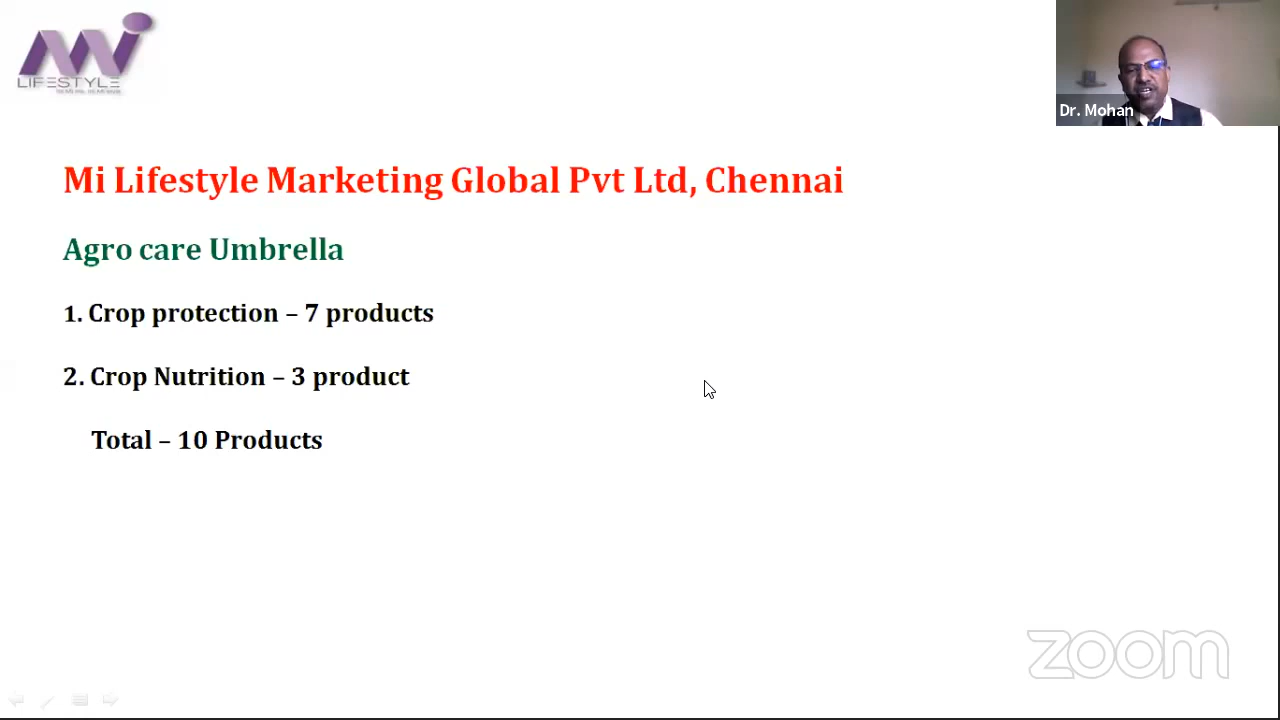 LIFESTYLE
Dr. Mohan
Mi Lifestyle Marketing Global Pvt Ltd, Chennai
Agro care Umbrella
1. Crop protection – 7 products
2. Crop Nutrition – 3 product
Total – 10 Products
zoom